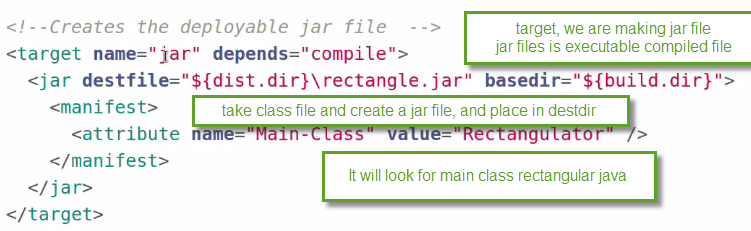 <!--Creates the deployable jar file  -->
target, we are making jar file
jar files is executable compiled file
<target name="jar" depends="compile">
<jar destfile="${dist.dir}\rectangle.jar" basedir="${build.dir}">
<manifest>
take class file and create a jar file, and place in destdir
<attribute name="Main-Class" value="Rectangulator" />
</manifest>
It will look for main class rectangular java
</jar>
</target>